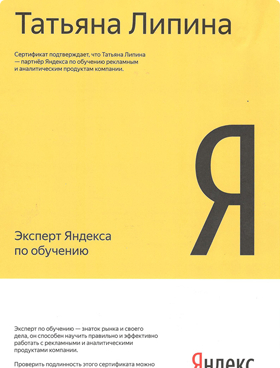 Татьяна Липина
Сертификат подтверждает, что Татьяна Липина
— партнёр Яндекса по обучению рекламным
и аналитическим продуктам компании.
Я
Эксперт Яндекса
по обучению
Эксперт по обучению — знаток рынка и своего
дела, он способен научить правильно и эффективно
работать с рекламными и аналитическими
продуктами компании.
Проверить подлинность этого сертификата можно
Яндекс